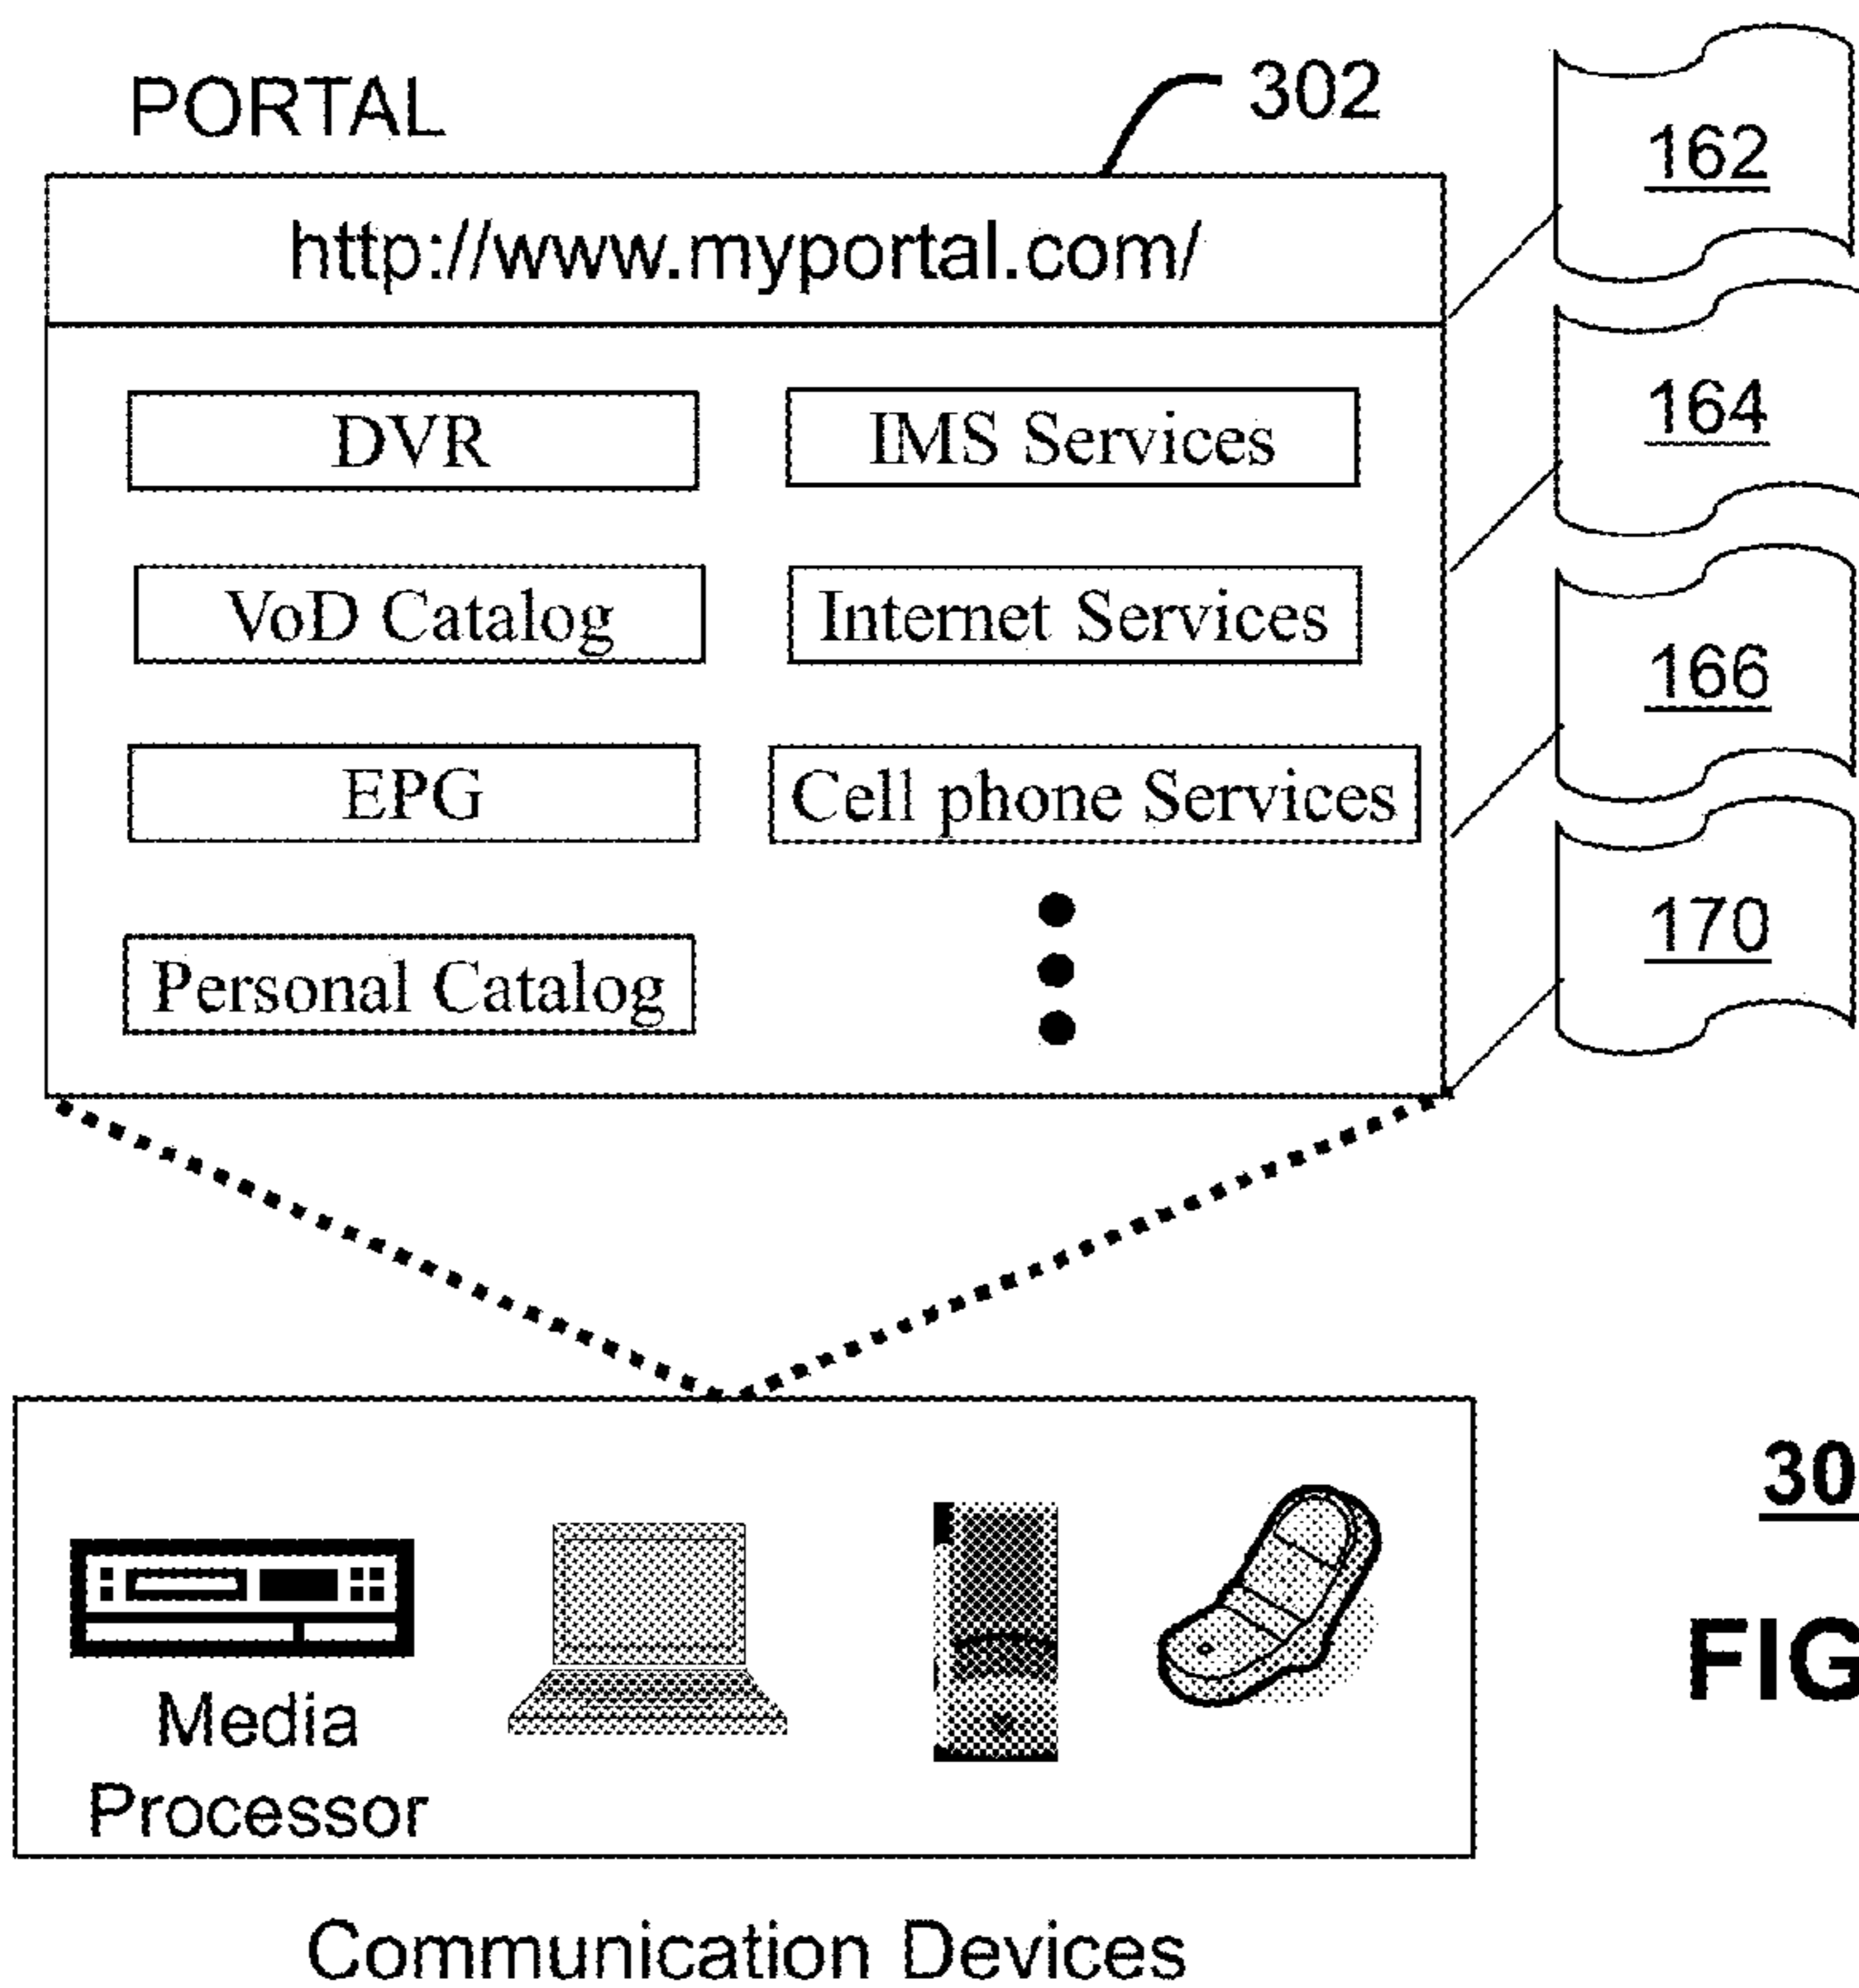 PORTAL
302
http://www.myportal.com/
DVR
IMS Services
VoD Catalog
Internet Services
EPG
Cell phone Services
Personal Catalog
162
164
166
170
30
FIG
Media
Processor
Communication Devices